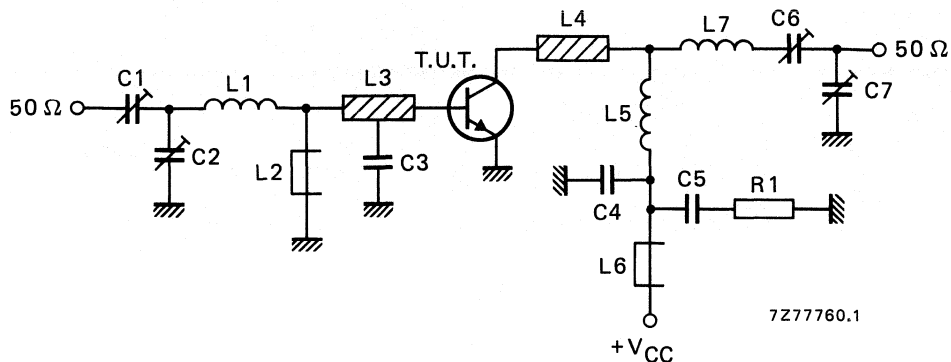 50 Ω
C1
C2
L1
L2
L3
C3
T.U.T.
L4
L5
C4
C5
R1
L6
+VCC
L7
C6
C7
50 Ω
7Z77760.1